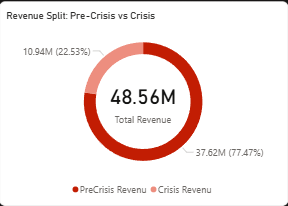 Revenue Split: Pre-Crisis vs Crisis
10.94M (22.53%)
48.56M
Total Revenue
37.62M (77.47%)
PreCrisis Revenu Crisis Revenu